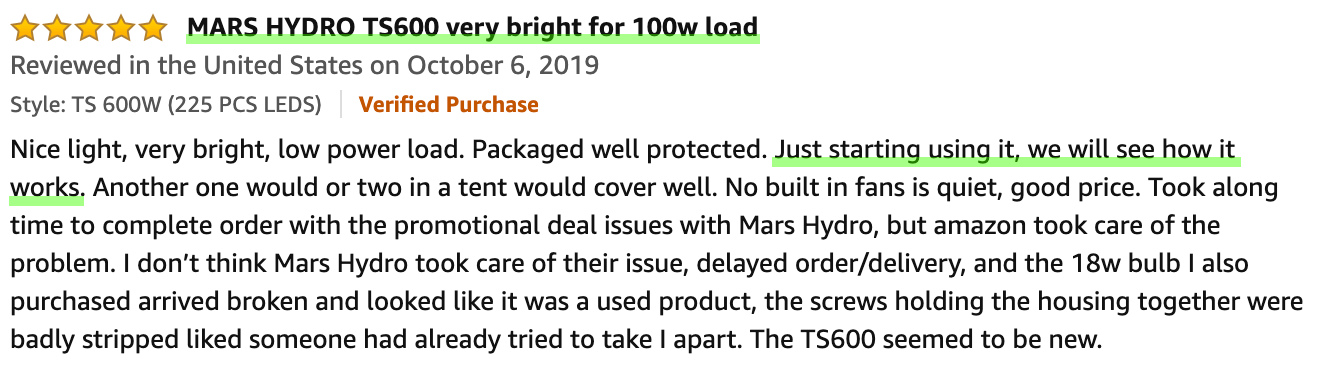 MARS HYDRO TS600 very bright for 100w load
Reviewed in the United States on October 6, 2019
Style: TS 600W (225 PCS LEDS) Verified Purchase
Nice light, very bright, low power load. Packaged well protected. Just starting using it, we will see how it
works. Another one would or two in a tent would cover well. No built in fans is quiet, good price. Took along
time to complete order with the promotional deal issues with Mars Hydro, but amazon took care of the
problem. I don’t think Mars Hydro took care of their issue, delayed order/delivery, and the 18w bulb I also
purchased arrived broken and looked like it was a used product, the screws holding the housing together were
badly stripped liked someone had already tried to take I apart. The TS600 seemed to be new.